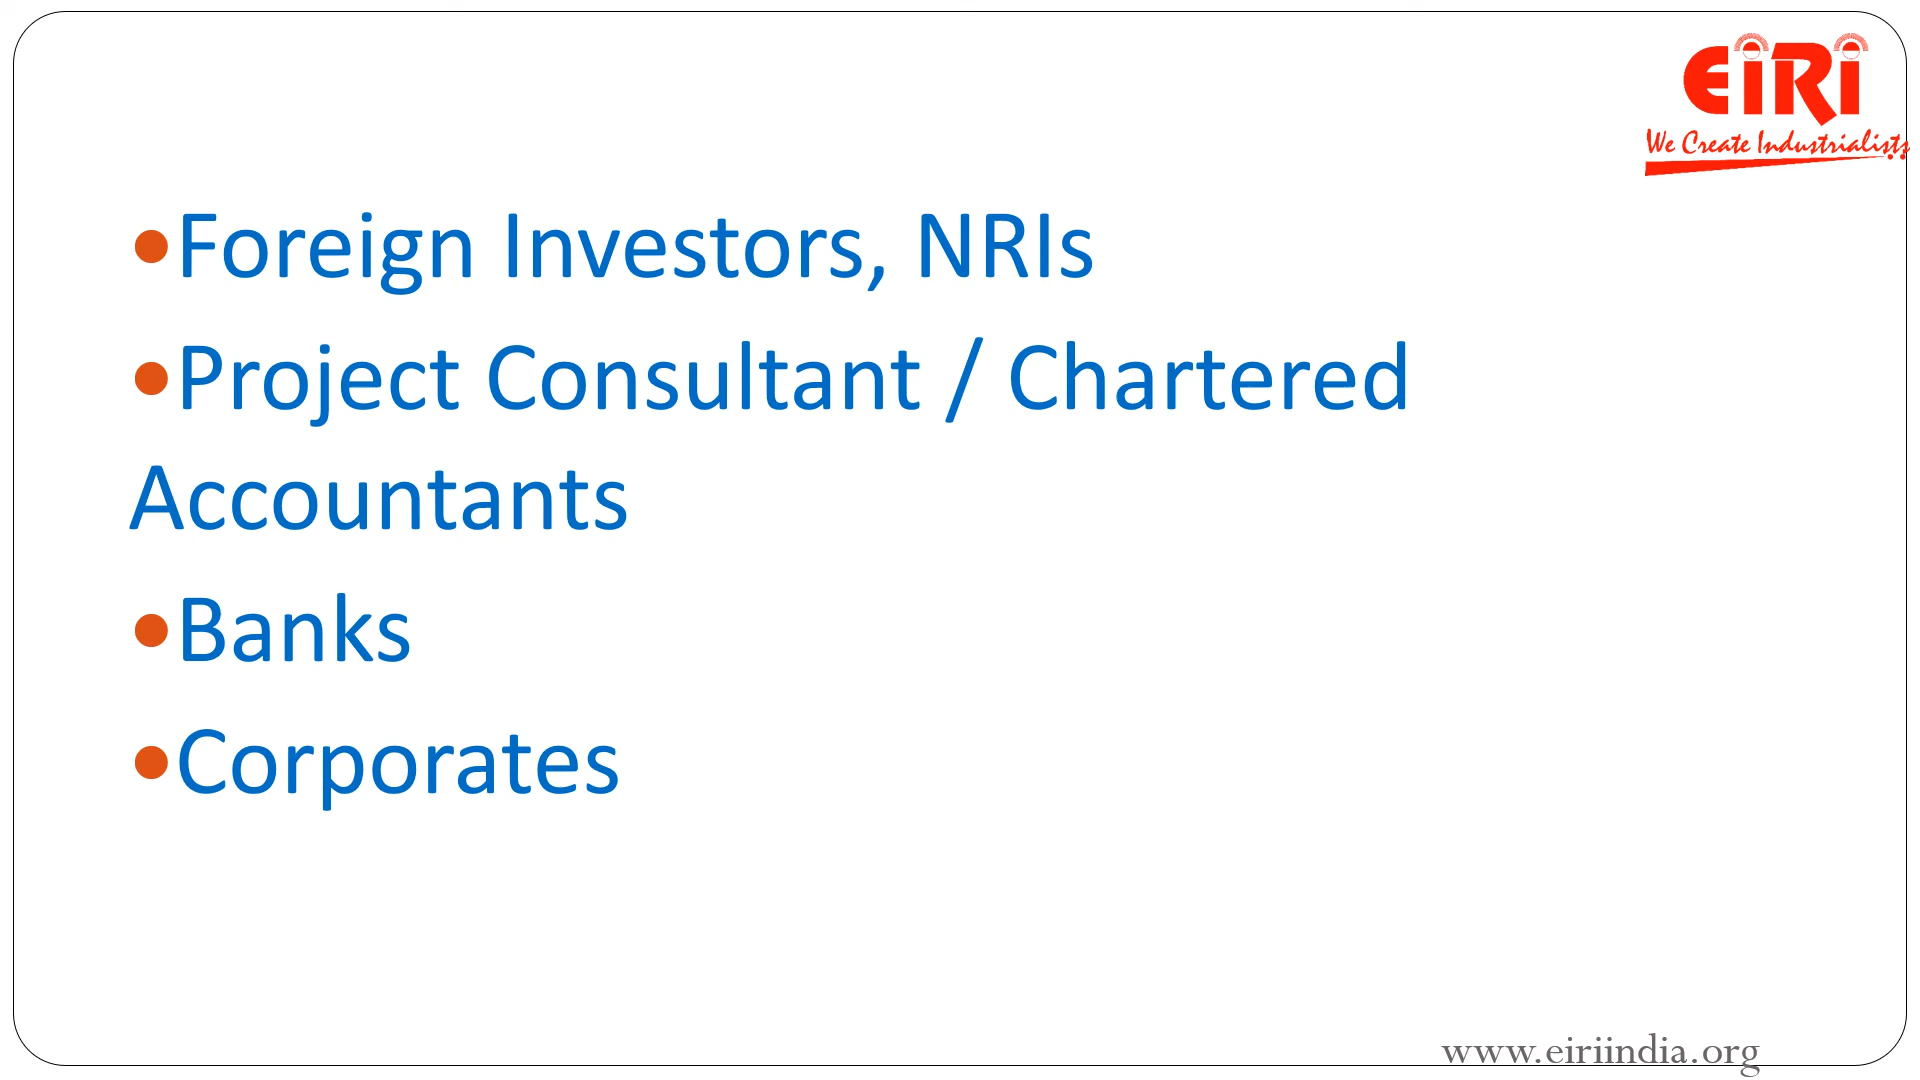 EiRi
We Create Industrialists
•Foreign Investors, NRIs
•Project Consultant / Chartered
Accountants
•Banks
•Corporates
www.eiriindia.org